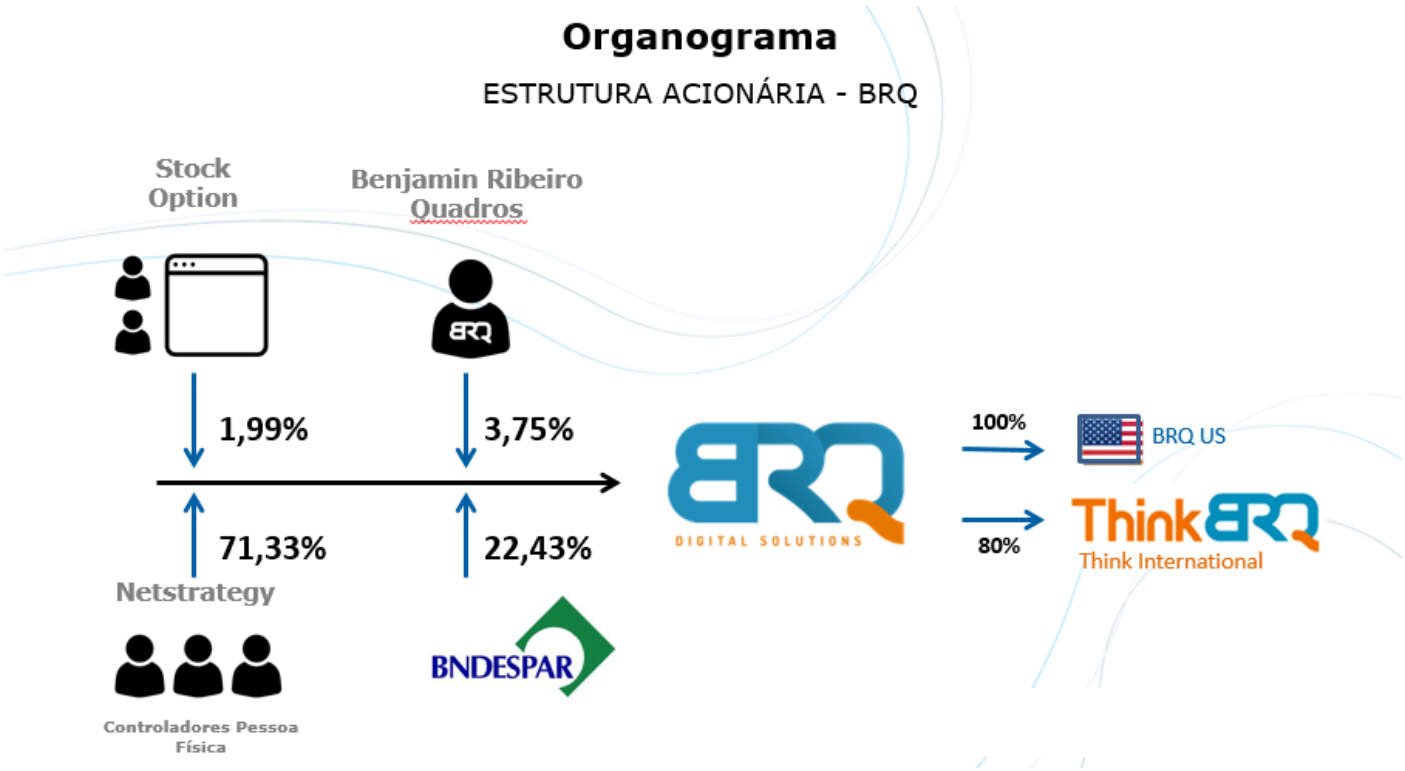 Organograma
ESTRUTURA ACIONÁRIA - BRQ
Stock
Option
Benjamin Ribeiro
Quadros
BRQ
1,99%
3,75%
71,33%
22,43%
Netstrategy
Controladores Pessoa
Física
BNDESPAR
BRQ
DIGITAL SOLUTIONS
100%
BRQ US
80%
ThinkBRQ
Think International